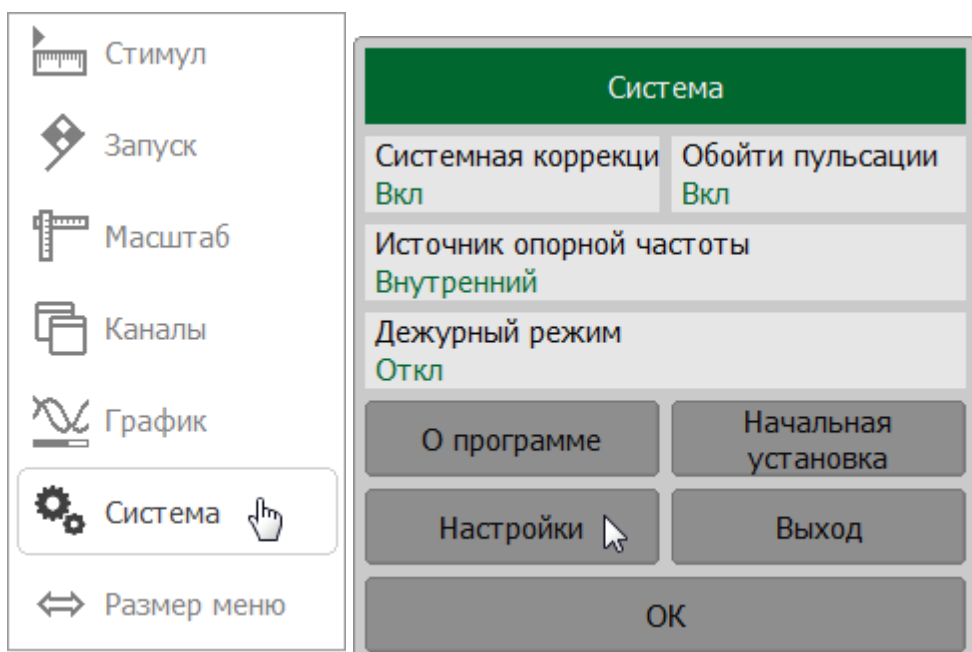 Стимул
Запуск
Масштаб
Каналы
График
Система
Размер меню
Система
Системная коррекци
Вкл
Обойти пульсации
Вкл
Источник опорной частоты
Внутренний
Дежурный режим
Откл
О программе
Начальная
установка
Настройки
Выход
ОК